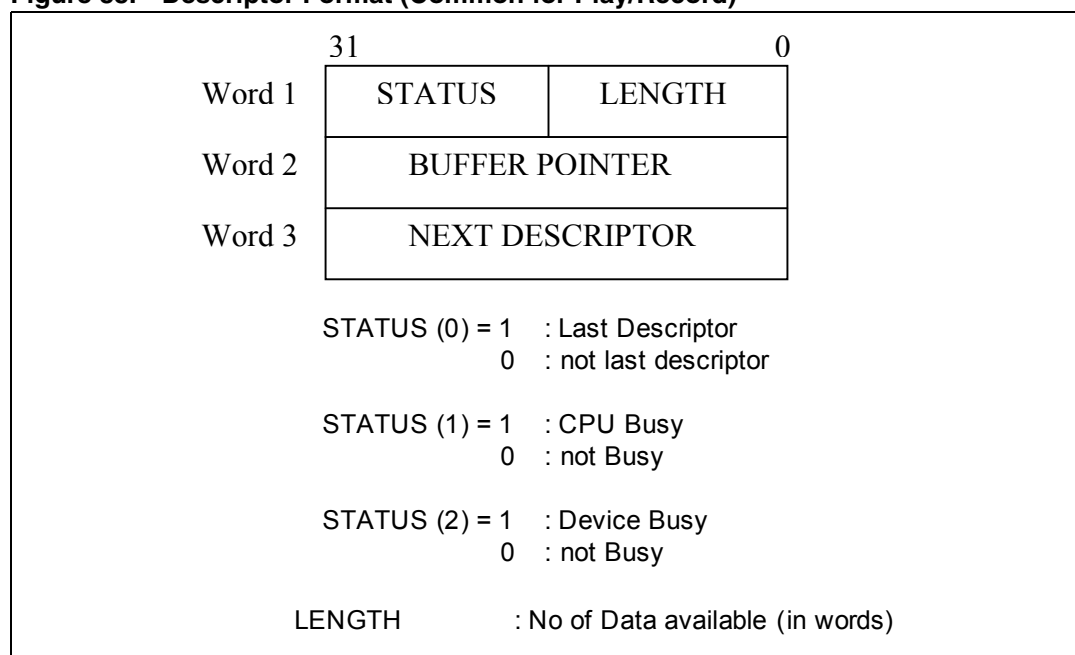 Figure 38. Descriptor Format (Common for Play/Record)
31 0
Word 1 STATUS LENGTH
Word 2 BUFFER POINTER
Word 3 NEXT DESCRIPTOR
STATUS (0) = 1 : Last Descriptor
0 : not last descriptor
STATUS (1) = 1 : CPU Busy
0 : not Busy
STATUS (2) = 1 : Device Busy
0 : not Busy
LENGTH : No of Data available (in words)